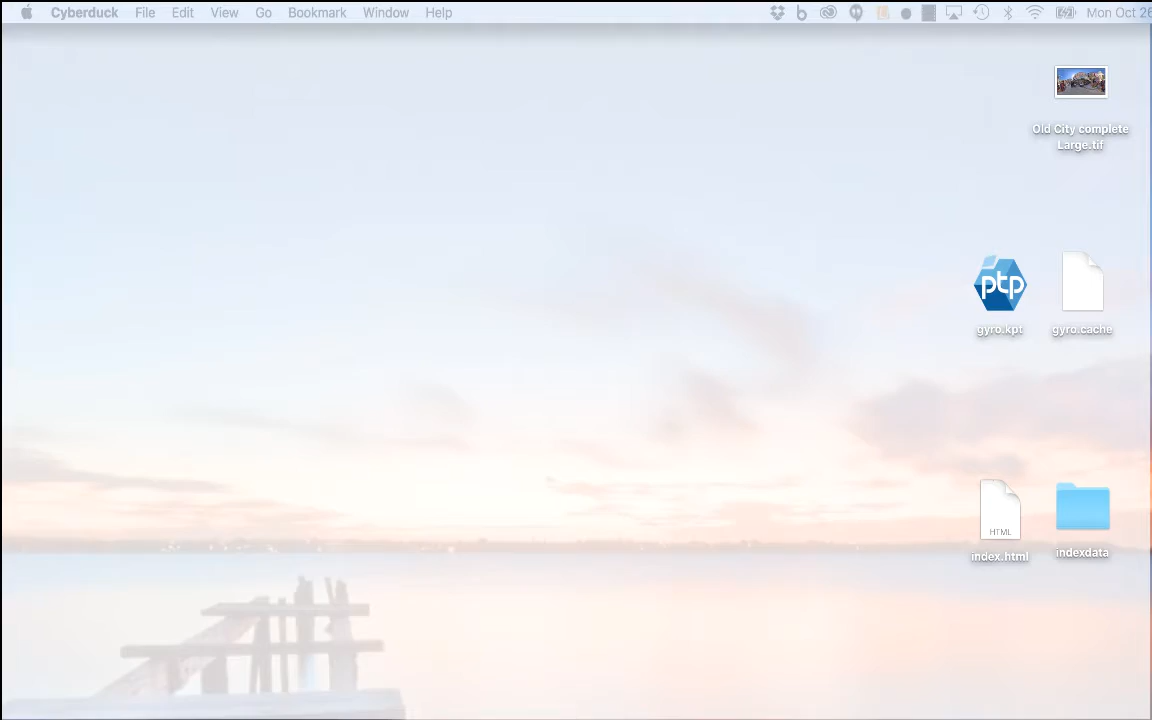 Cyberduck File Edit View Go Bookmark Window Help Mon Oct 26
Old City complete
Large.tif
ptp
gyro.kpt gyro.cache
HTML
index.html indexdata